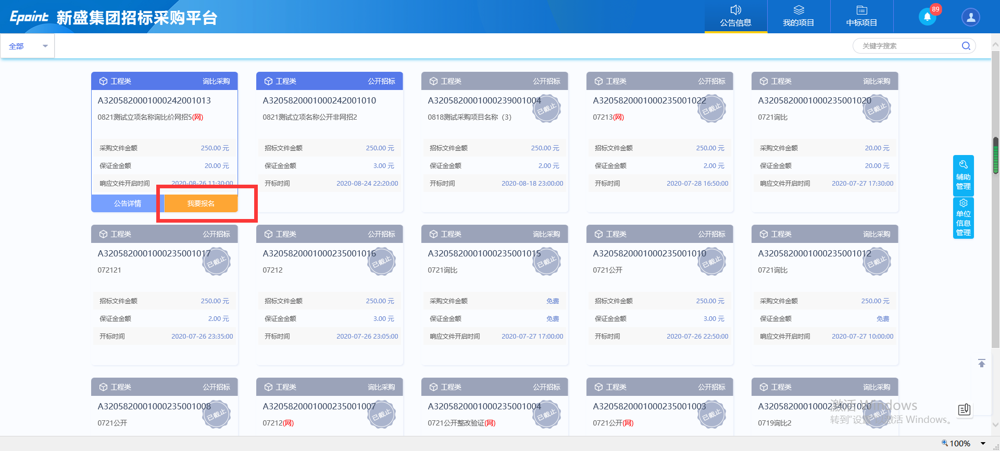 Epoint 新盛集团招标采购平台
公告信息
我的项目
中标项目
89
全部
关键字搜索
工程类 询比采购
A3205820001000242001013
0821测试立项名称询比价网招5(网)
采购文件金额 250.00 元
保证金金额 20.00 元
响应文件开启时间 2020-08-26 11:30:00
公告详情 我要报名
工程类 公开招标
A3205820001000242001010
0821测试立项名称公开非网招2
招标文件金额 250.00 元
保证金金额 3.00 元
开标时间 2020-08-24 22:20:00
工程类 公开招标
A3205820001000239001004
已截止
0818测试采购项目名称（3）
招标文件金额 250.00 元
保证金金额 2.00 元
开标时间 2020-08-18 23:00:00
工程类 公开招标
A3205820001000235001022
已截止
07213(网)
招标文件金额 250.00 元
保证金金额 2.00 元
开标时间 2020-07-28 16:50:00
工程类 询比采购
A3205820001000235001020
已截止
0721询比
采购文件金额 20.00 元
保证金金额 20.00 元
响应文件开启时间 2020-07-27 17:30:00
辅助
管理
单位
信息
管理
工程类 公开招标
A3205820001000235001017
已截止
072121
招标文件金额 250.00 元
保证金金额 2.00 元
开标时间 2020-07-26 23:35:00
工程类 公开招标
A3205820001000235001016
已截止
07212
招标文件金额 250.00 元
保证金金额 3.00 元
开标时间 2020-07-26 23:05:00
工程类 询比采购
A3205820001000235001015
已截止
0721询比
采购文件金额 免费
保证金金额 免费
响应文件开启时间 2020-07-27 17:00:00
工程类 公开招标
A3205820001000235001010
已截止
0721公开
招标文件金额 250.00 元
保证金金额 3.00 元
开标时间 2020-07-26 22:50:00
工程类 询比采购
A3205820001000235001012
已截止
0721询比
采购文件金额 250.00 元
保证金金额 免费
响应文件开启时间 2020-07-27 10:00:00
工程类 公开招标
A3205820001000235001008
已截止
0721公开
工程类 询比采购
A3205820001000235001007
已截止
07212(网)
工程类 公开招标
A3205820001000235001004
已截止
0721公开整改验证(网)
工程类 公开招标
A3205820001000235001003
已截止
0721公开(网)
工程类 询比采购
A3205820001000234001020
已截止
0719询比2
激活 Windows
转到"设置"以激活 Windows。
100%